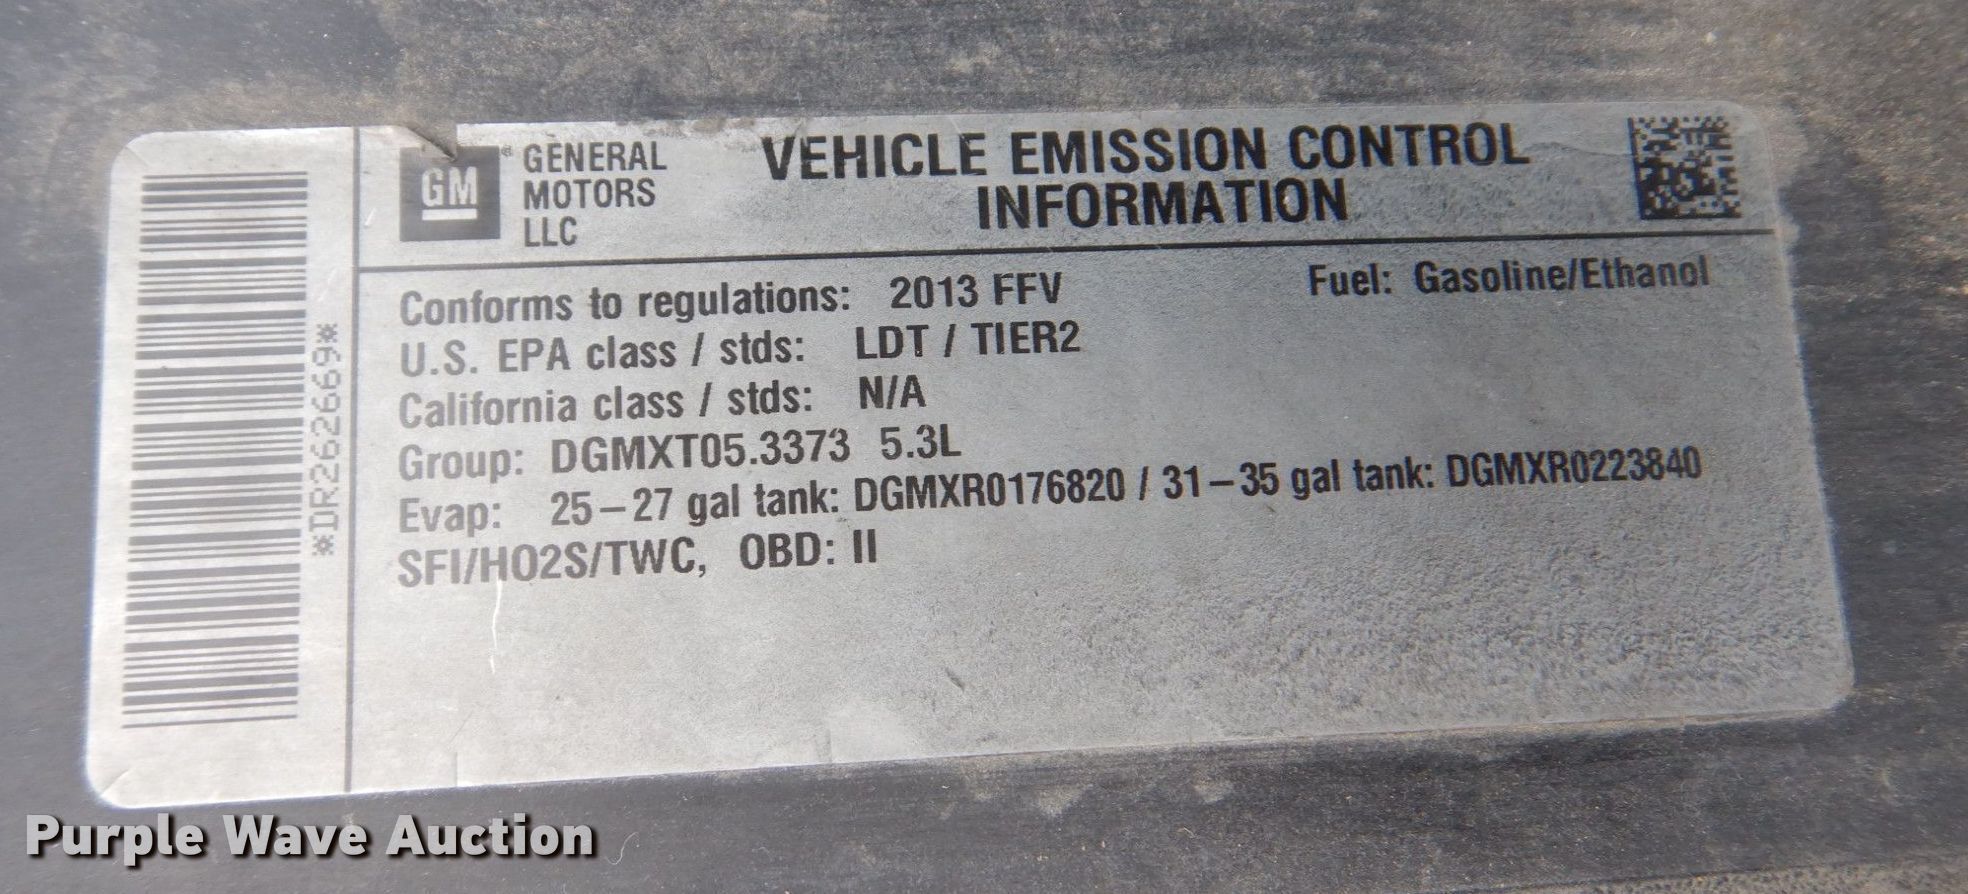 *DR262669*
GM
GENERAL
MOTORS
LLC
VEHICLE EMISSION CONTROL
INFORMATION
Conforms to regulations: 2013 FFV
Fuel: Gasoline/Ethanol
U.S. EPA class / stds: LDT / TIER2
California class / stds: N/A
Group: DGMXT05.3373 5.3L
Evap: 25–27 gal tank: DGMXR0176820 / 31–35 gal tank: DGMXR0223840
SFI/HO2S/TWC, OBD: II
Purple Wave Auction